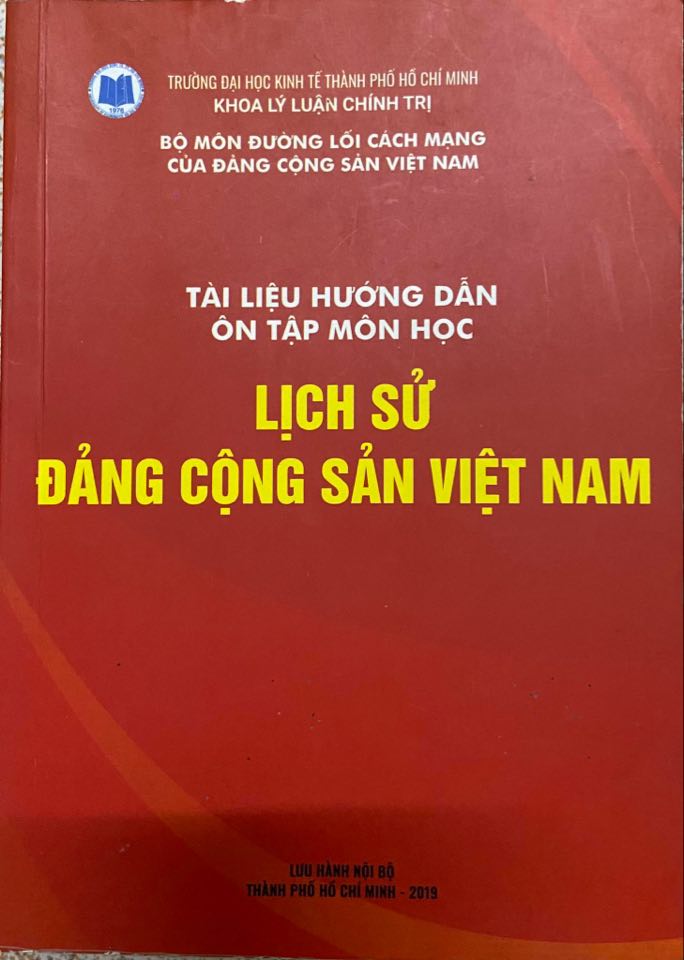 TRƯỜNG ĐẠI HỌC KINH TẾ THÀNH PHỐ HỒ CHÍ MINH
KHOA LÝ LUẬN CHÍNH TRỊ
BỘ MÔN ĐƯỜNG LỐI CÁCH MẠNG
CỦA ĐẢNG CỘNG SẢN VIỆT NAM
1976
TÀI LIỆU HƯỚNG DẪN
ÔN TẬP MÔN HỌC
LỊCH SỬ
ĐẢNG CỘNG SẢN VIỆT NAM
LƯU HÀNH NỘI BỘ
THÀNH PHỐ HỒ CHÍ MINH - 2019